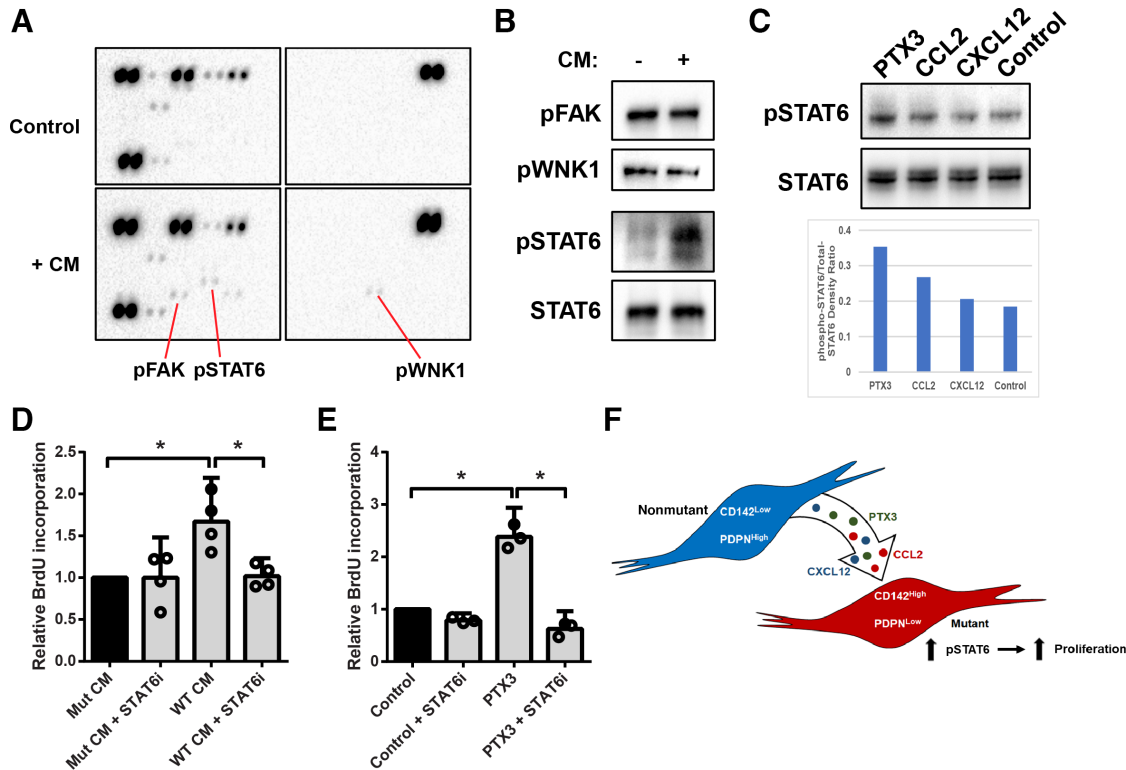 A
Control
+ CM
pFAK pSTAT6
pWNK1
B
CM: - +
pFAK
pWNK1
pSTAT6
STAT6
C
PTX3
CCL2
CXCL12
Control
pSTAT6
STAT6
phospho-STAT6/Total-
STAT6 Density Ratio
0.4
0.3
0.2
0.1
0
PTX3 CCL2 CXCL12 Control
D
Relative BrdU incorporation
2.5
2.0
1.5
1.0
0.5
0.0
* *
Mut CM
Mut CM + STAT6i
WT CM
WT CM + STAT6i
E
Relative BrdU incorporation
4
3
2
1
0
* *
Control
Control + STAT6i
PTX3
PTX3 + STAT6i
F
Nonmutant
CD142Low
PDPNHigh
PTX3
CCL2
CXCL12
CD142High
PDPNLow
Mutant
pSTAT6 Proliferation